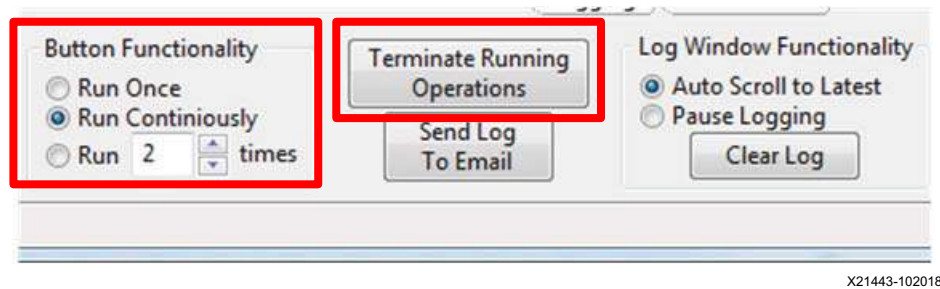 Button Functionality
Run Once
Run Continiously
Run 2 times
Terminate Running
Operations
Send Log
To Email
Log Window Functionality
Auto Scroll to Latest
Pause Logging
Clear Log
X21443-102018